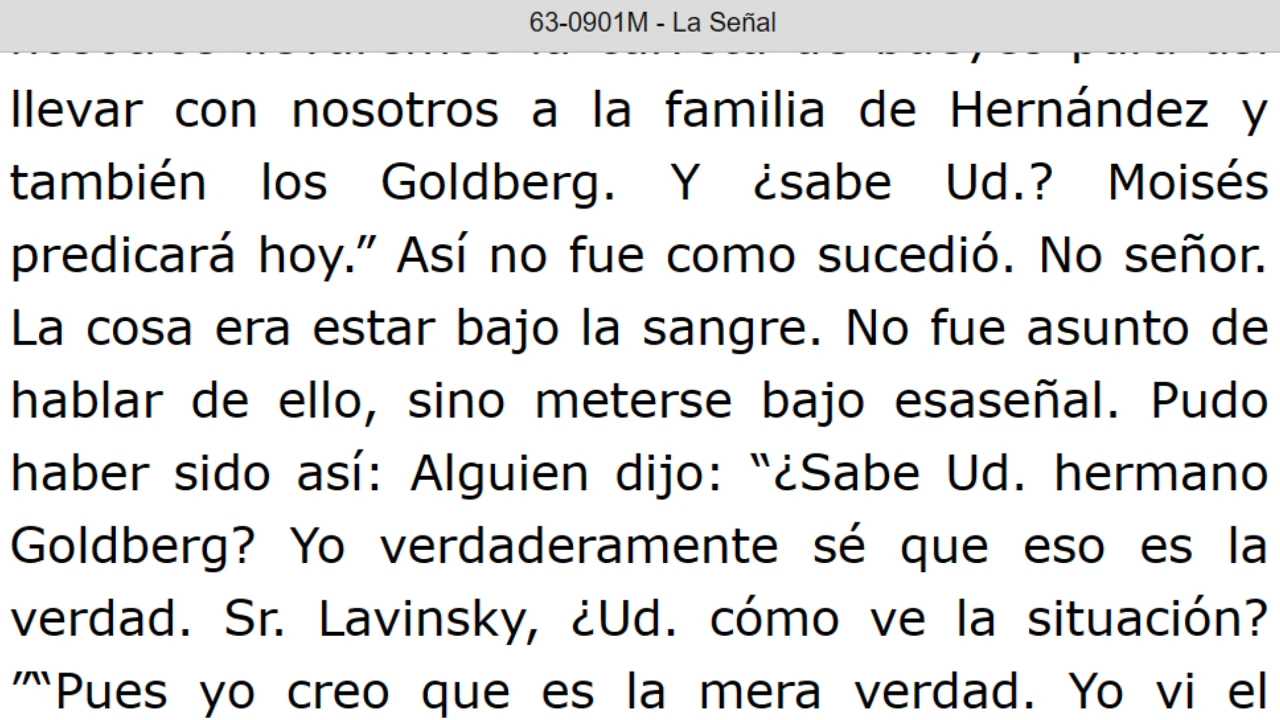 63-0901M - La Señal
llevar con nosotros a la familia de Hernández y
también los Goldberg. Y ¿sabe Ud.? Moisés
predicará hoy.” Así no fue como sucedió. No señor.
La cosa era estar bajo la sangre. No fue asunto de
hablar de ello, sino meterse bajo esaseñal. Pudo
haber sido así: Alguien dijo: “¿Sabe Ud. hermano
Goldberg? Yo verdaderamente sé que eso es la
verdad. Sr. Lavinsky, ¿Ud. cómo ve la situación?
”“Pues yo creo que es la mera verdad. Yo vi el